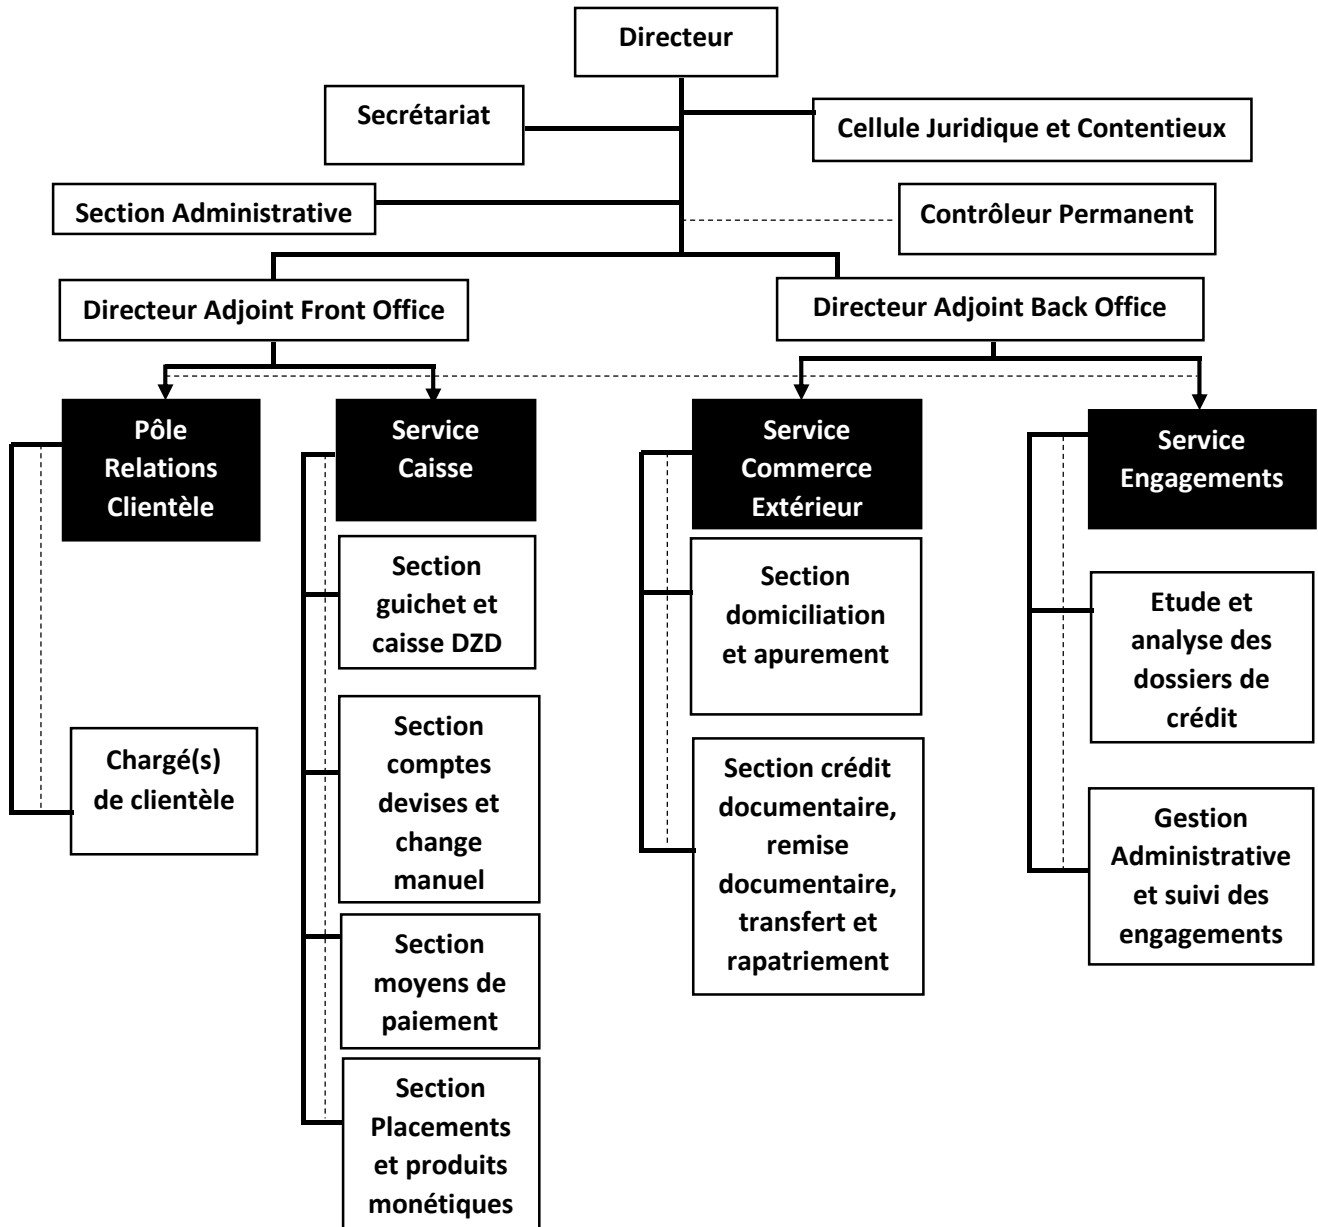 Directeur
Secrétariat
Cellule Juridique et Contentieux
Section Administrative
Contrôleur Permanent
Directeur Adjoint Front Office
Directeur Adjoint Back Office
Pôle
Relations
Clientèle
Service
Caisse
Service
Commerce
Extérieur
Service
Engagements
Chargé(s)
de clientèle
Section
guichet et
caisse DZD
Section
comptes
devises et
change
manuel
Section
moyens de
paiement
Section
Placements
et produits
monétiques
Section
domiciliation
et apurement
Section crédit
documentaire,
remise
documentaire,
transfert et
rapatriement
Etude et
analyse des
dossiers de
crédit
Gestion
Administrative
et suivi des
engagements